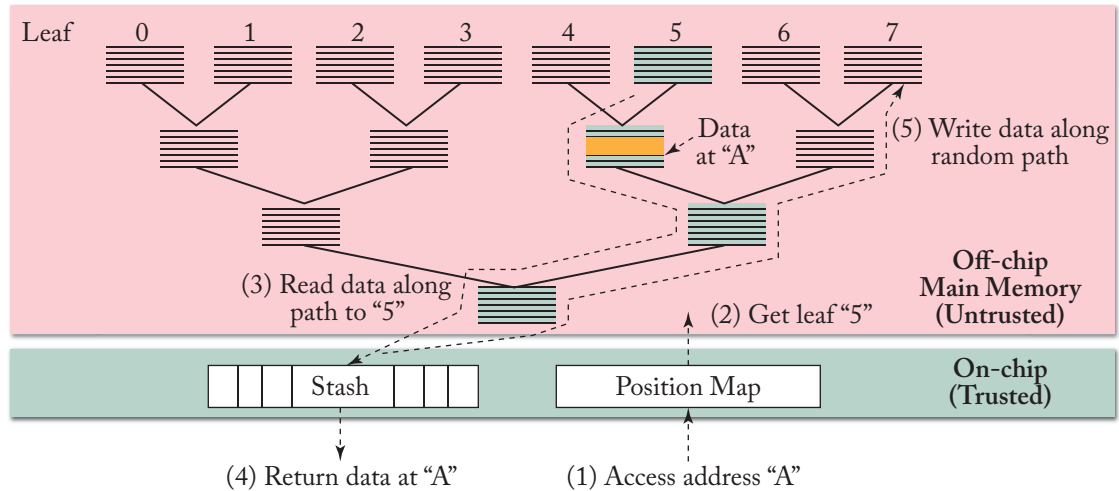 Leaf 0 1 2 3 4 5 6 7
Data
at “A”
(5) Write data along
random path
(3) Read data along
path to “5”
(2) Get leaf “5”
Off-chip
Main Memory
(Untrusted)
Stash
Position Map
On-chip
(Trusted)
(4) Return data at “A”
(1) Access address “A”